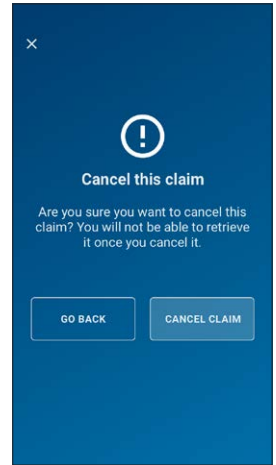 Cancel this claim
Are you sure you want to cancel this
claim? You will not be able to retrieve
it once you cancel it.
GO BACK
CANCEL CLAIM